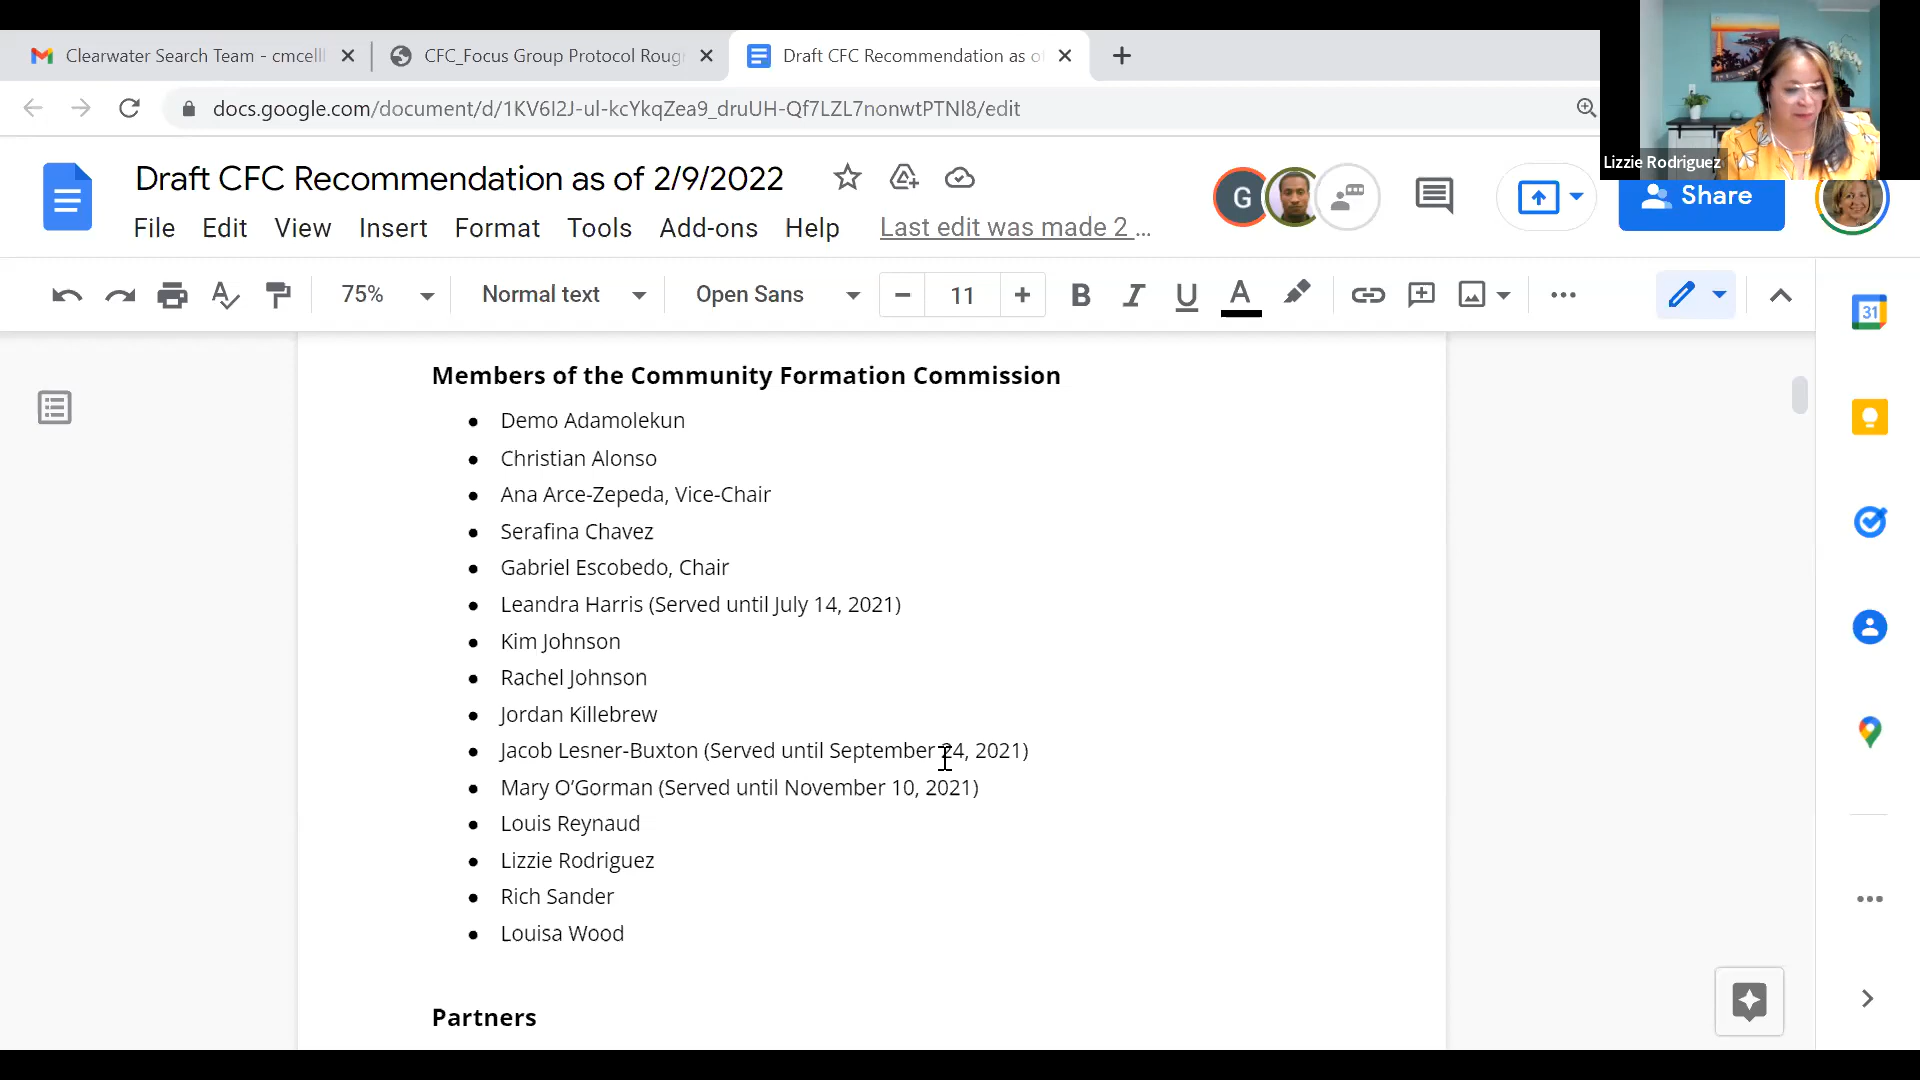 Clearwater Search Team - cmcelll
CFC_Focus Group Protocol Roug
Draft CFC Recommendation as o
docs.google.com/document/d/1KV6l2J-ul-kcYkqZea9_druUH-Qf7LZL7nonwtPTNl8/edit
Lizzie Rodriguez
Draft CFC Recommendation as of 2/9/2022
G
Share
File Edit View Insert Format Tools Add-ons Help Last edit was made 2 ...
75% Normal text Open Sans 11 B I U A
31
Members of the Community Formation Commission
Demo Adamolekun
Christian Alonso
Ana Arce-Zepeda, Vice-Chair
Serafina Chavez
Gabriel Escobedo, Chair
Leandra Harris (Served until July 14, 2021)
Kim Johnson
Rachel Johnson
Jordan Killebrew
Jacob Lesner-Buxton (Served until September 24, 2021)
Mary O’Gorman (Served until November 10, 2021)
Louis Reynaud
Lizzie Rodriguez
Rich Sander
Louisa Wood
Partners